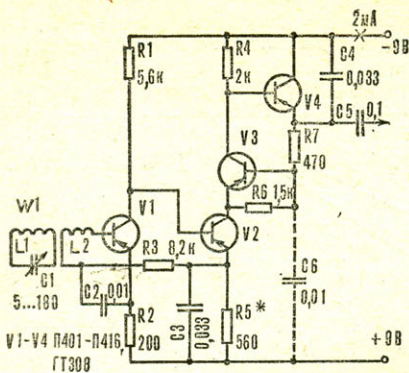 2мА
-9В
R1
5,6к
R4
2к
C4
0,033
V4
C5
0,1
V3
R7
470
W1
V1
R6 1,5к
L1
L2
R3 8,2к
V2
C1
5...180
C2 001
C6
0,01
R2
200
C3
0,033
R5*
560
V1-V4 П401-П416,
ГТ308
+9В